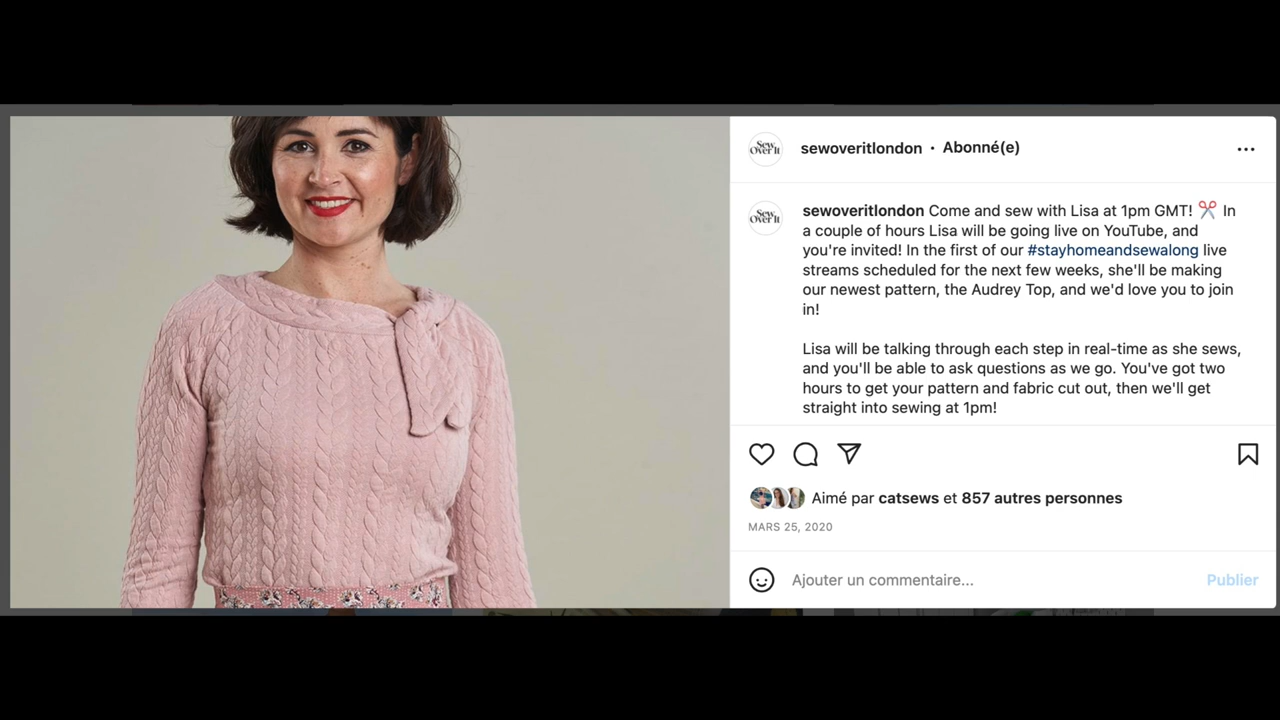 Sew
Over It
sewoveritlondon • Abonné(e)
Sew
Over It
sewoveritlondon Come and sew with Lisa at 1pm GMT! ✂️ In
a couple of hours Lisa will be going live on YouTube, and
you're invited! In the first of our #stayhomeandsewalong live
streams scheduled for the next few weeks, she'll be making
our newest pattern, the Audrey Top, and we'd love you to join
in!
Lisa will be talking through each step in real-time as she sews,
and you'll be able to ask questions as we go. You've got two
hours to get your pattern and fabric cut out, then we'll get
straight into sewing at 1pm!
Aimé par catsews et 857 autres personnes
MARS 25, 2020
Ajouter un commentaire...
Publier